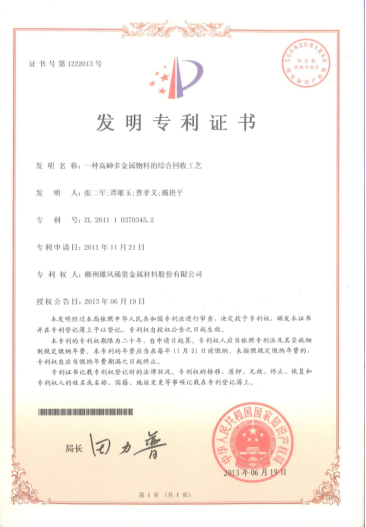 证书号第1222013号
发明专利证书
发明名称：一种高砷多金属物料的综合回收工艺
发明人：张二军;谭雄玉;曹孝义;戴艳平
专利号：ZL 2011 1 0370345.2
专利申请日：2011年11月21日
专利权人：郴州雄风稀贵金属材料股份有限公司
授权公告日：2013年06月19日
本发明经过本局依照中华人民共和国专利法进行审查，决定授予专利权，颁发本证书
并在专利登记簿上予以登记。专利权自授权公告之日起生效。
本专利的专利权期限为二十年，自申请日起算。专利权人应当依照专利法及其实施细
则规定缴纳年费。本专利的年费应当在每年11月21日前缴纳。未按照规定缴纳年费的，
专利权自应当缴纳年费期满之日起终止。
专利证书记载专利权登记时的法律状况。专利权的转移、质押、无效、终止、恢复和
专利权人的姓名或名称、国籍、地址变更等事项记载在专利登记簿上。
局长 田力普
中华人民共和国国家知识产权局
2013年06月19日
第1页（共1页）